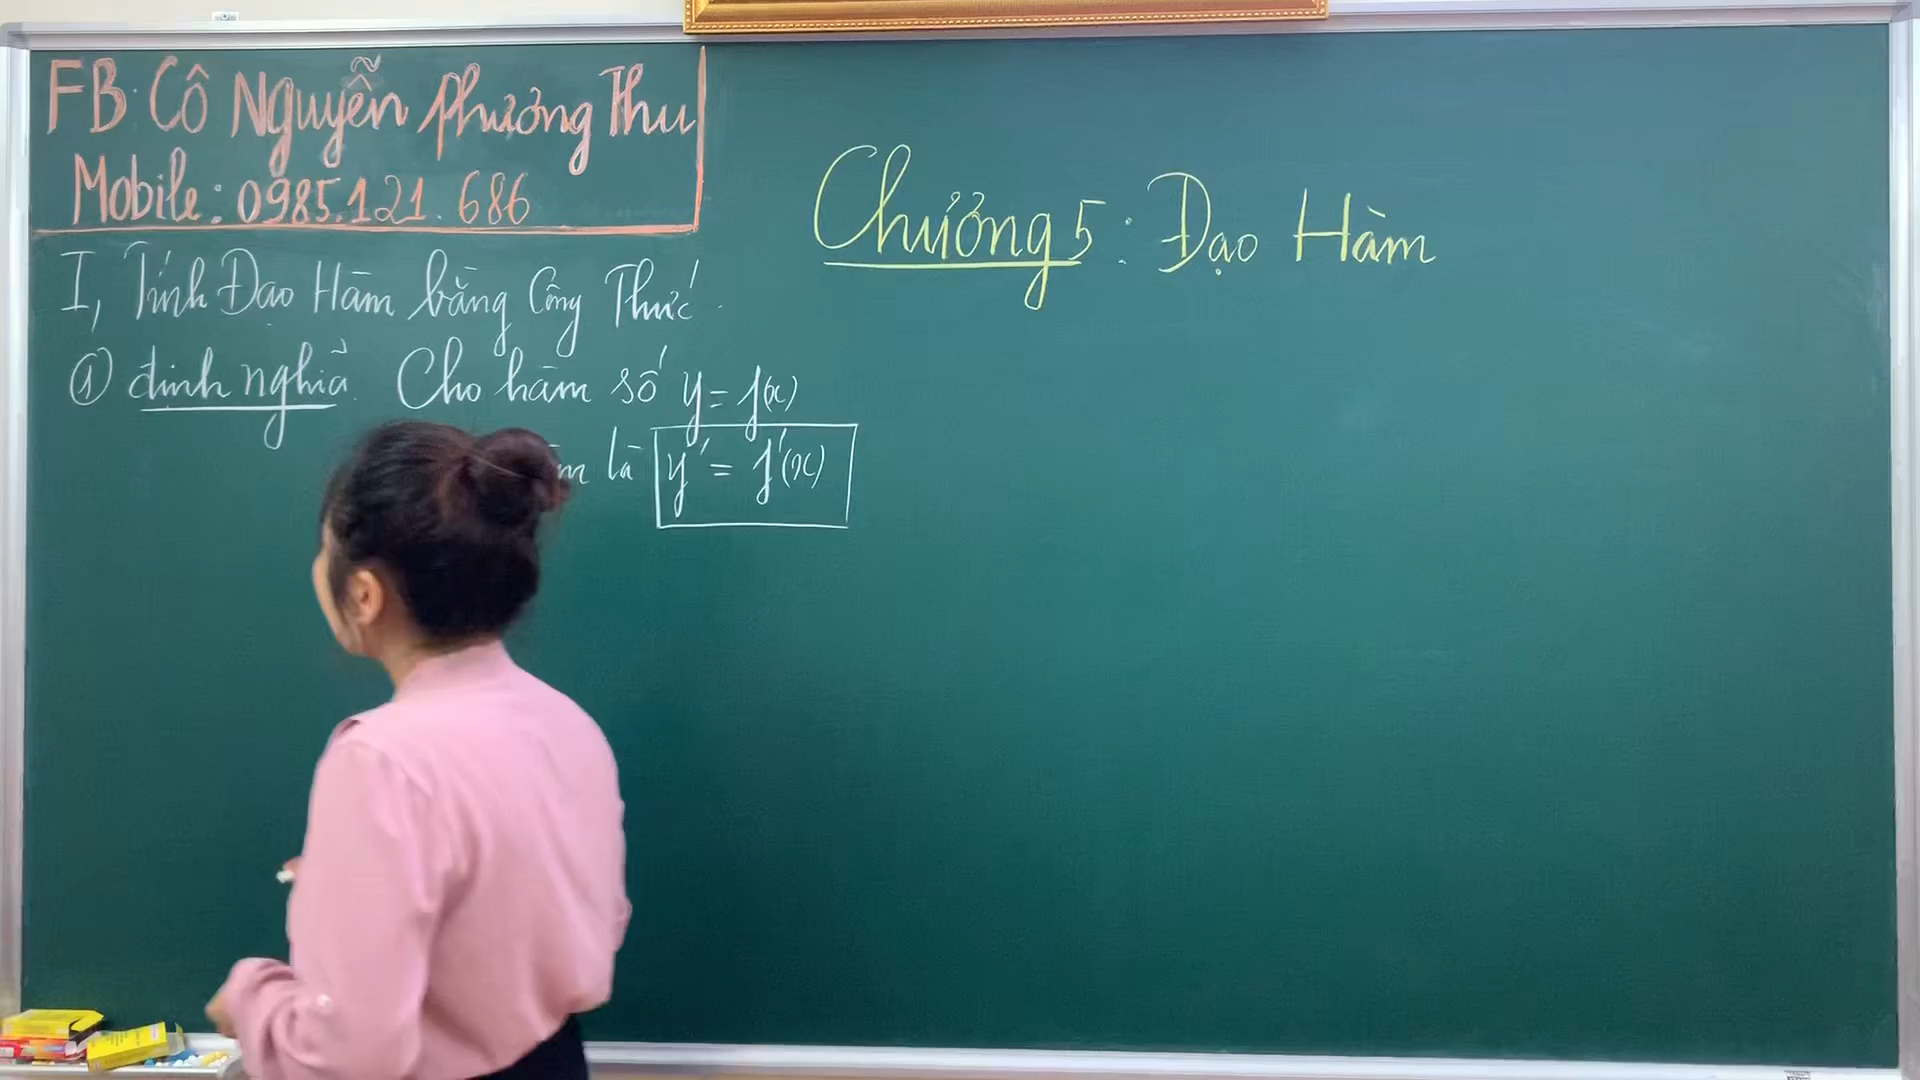 FB: Cô Nguyễn Phương Thu
Mobile: 0985.121.686
Chương 5: Đạo Hàm
I, Tính Đạo Hàm bằng Công Thức.
① định nghĩa. Cho hàm số y = f(x)
là y' = f'(x)